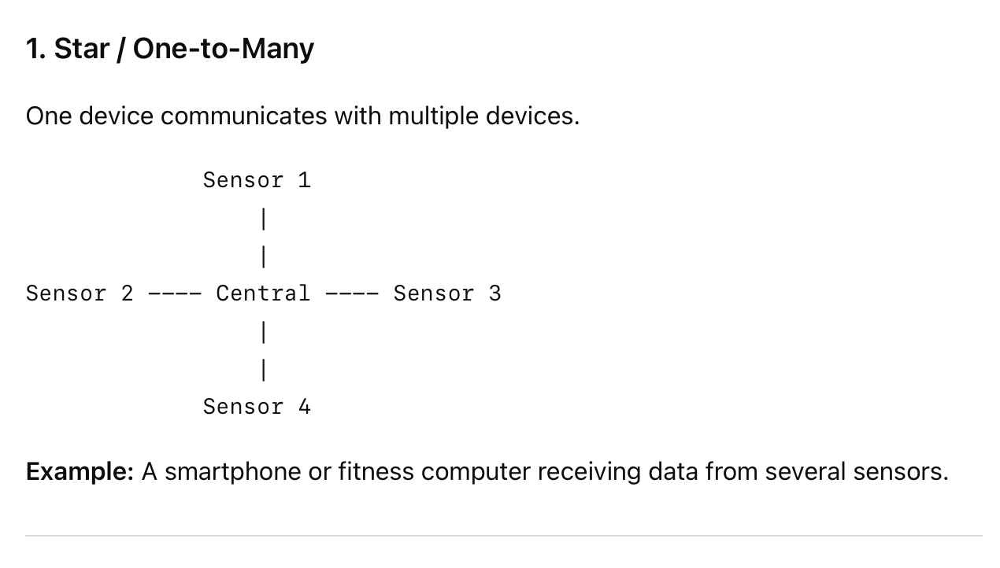 1. Star / One-to-Many
One device communicates with multiple devices.
Sensor 1
|
|
Sensor 2 ---- Central ---- Sensor 3
|
|
Sensor 4
Example: A smartphone or fitness computer receiving data from several sensors.